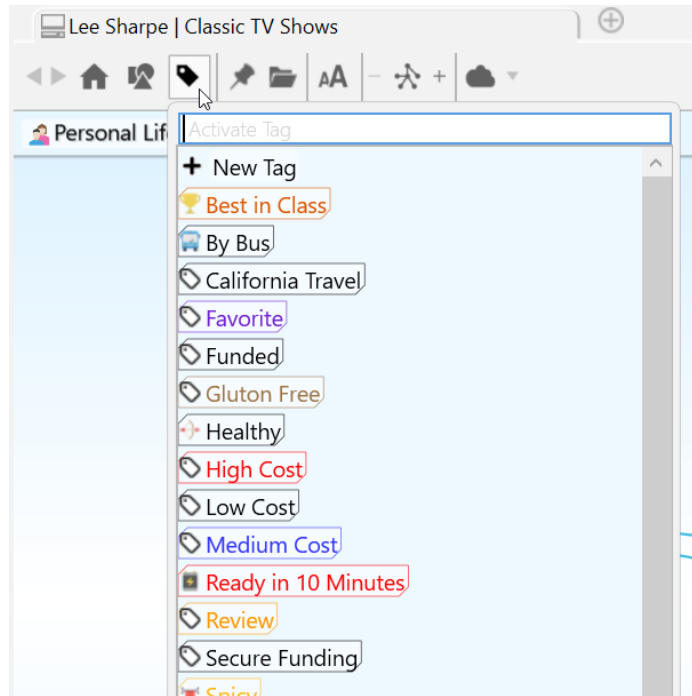 Lee Sharpe | Classic TV Shows
AA
Personal Lif
Activate Tag
New Tag
Best in Class
By Bus
California Travel
Favorite
Funded
Gluton Free
Healthy
High Cost
Low Cost
Medium Cost
Ready in 10 Minutes
Review
Secure Funding
Spicy